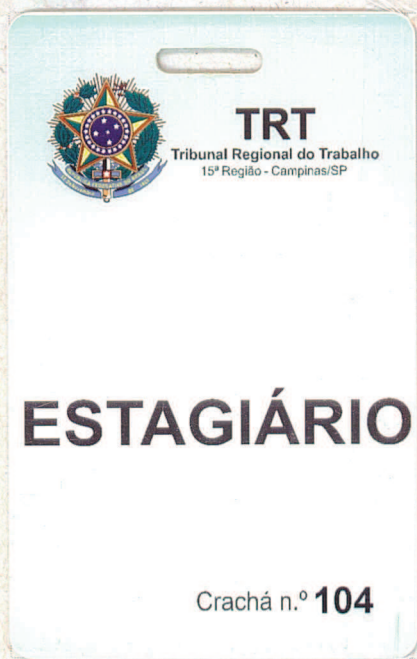 TRT
Tribunal Regional do Trabalho
15ª Região - Campinas/SP
ESTAGIÁRIO
Crachá n.º 104